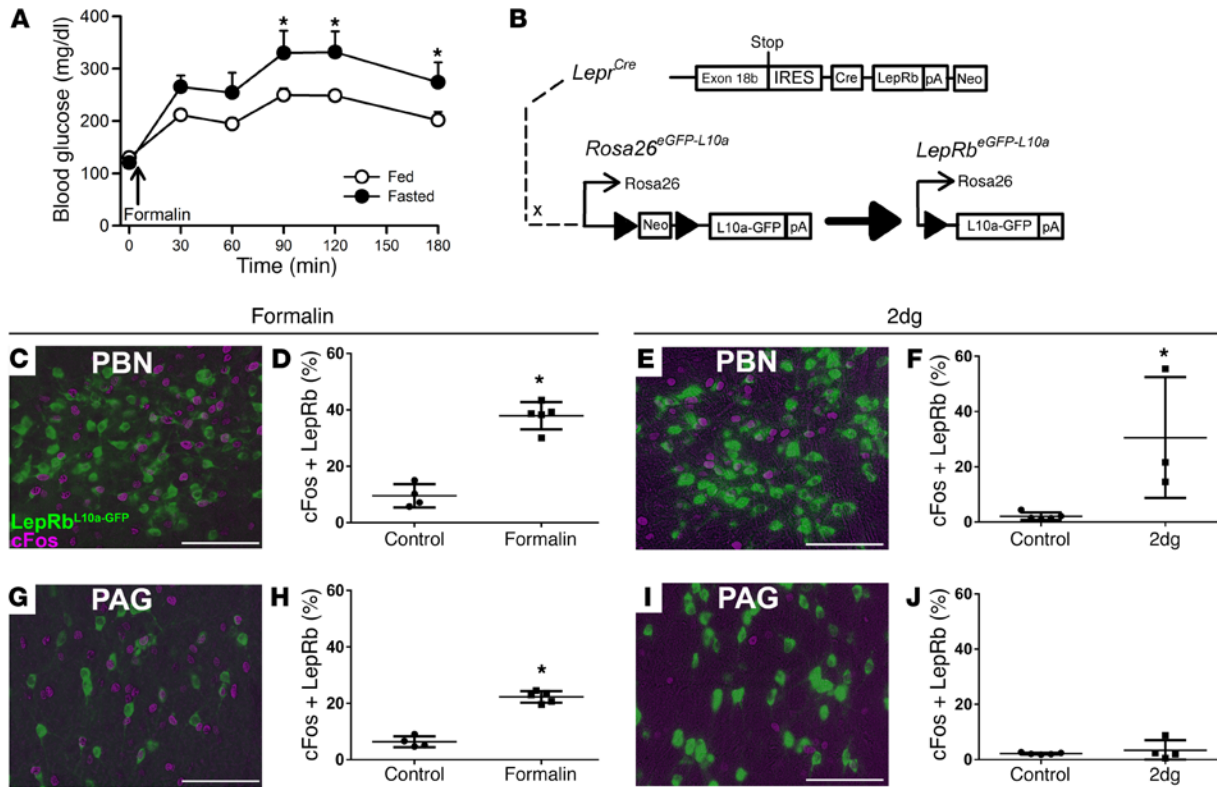 A
Blood glucose (mg/dl)
400
300
200
100
0
* * *
Formalin
Fed
Fasted
0 30 60 90 120 180
Time (min)
B
Lepr^Cre
Stop
Exon 18b IRES Cre LepRb pA Neo
Rosa26^eGFP-L10a
Rosa26
x
Neo L10a-GFP pA
LepRb^eGFP-L10a
Rosa26
L10a-GFP pA
Formalin
2dg
C PBN
LepRb^L10a-GFP
cFos
D
cFos + LepRb (%)
60
40
20
0
*
Control Formalin
E PBN
F
cFos + LepRb (%)
60
40
20
0
*
Control 2dg
G PAG
H
cFos + LepRb (%)
60
40
20
0
*
Control Formalin
I PAG
J
cFos + LepRb (%)
60
40
20
0
Control 2dg